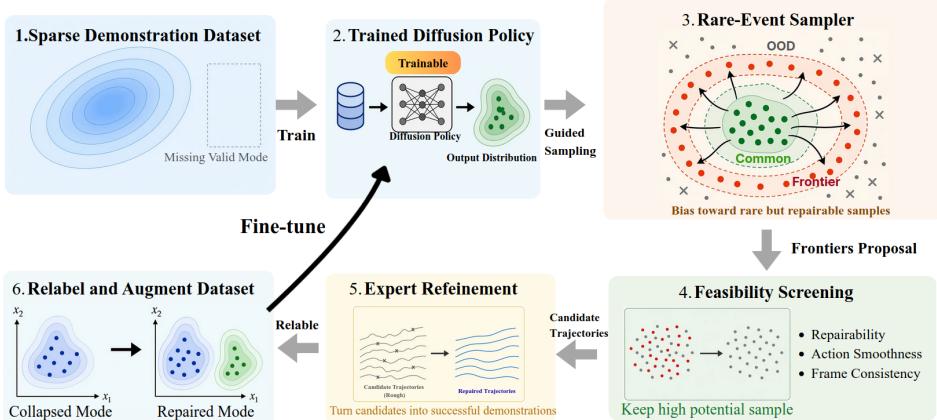 1.Sparse Demonstration Dataset
Missing Valid Mode
Train
2. Trained Diffusion Policy
Trainable
Diffusion Policy
Output Distribution
Guided
Sampling
3. Rare-Event Sampler
OOD
Common
Frontier
Bias toward rare but repairable samples
Frontiers Proposal
4. Feasibility Screening
• Repairability
• Action Smoothness
• Frame Consistency
Keep high potential sample
Candidate
Trajectories
5. Expert Refinement
Candidate Trajectories
(Rough)
Repaired Trajectories
Turn candidates into successful demonstrations
Relable
6. Relabel and Augment Dataset
x₂
x₁
Collapsed Mode
x₂
x₁
Repaired Mode
Fine-tune